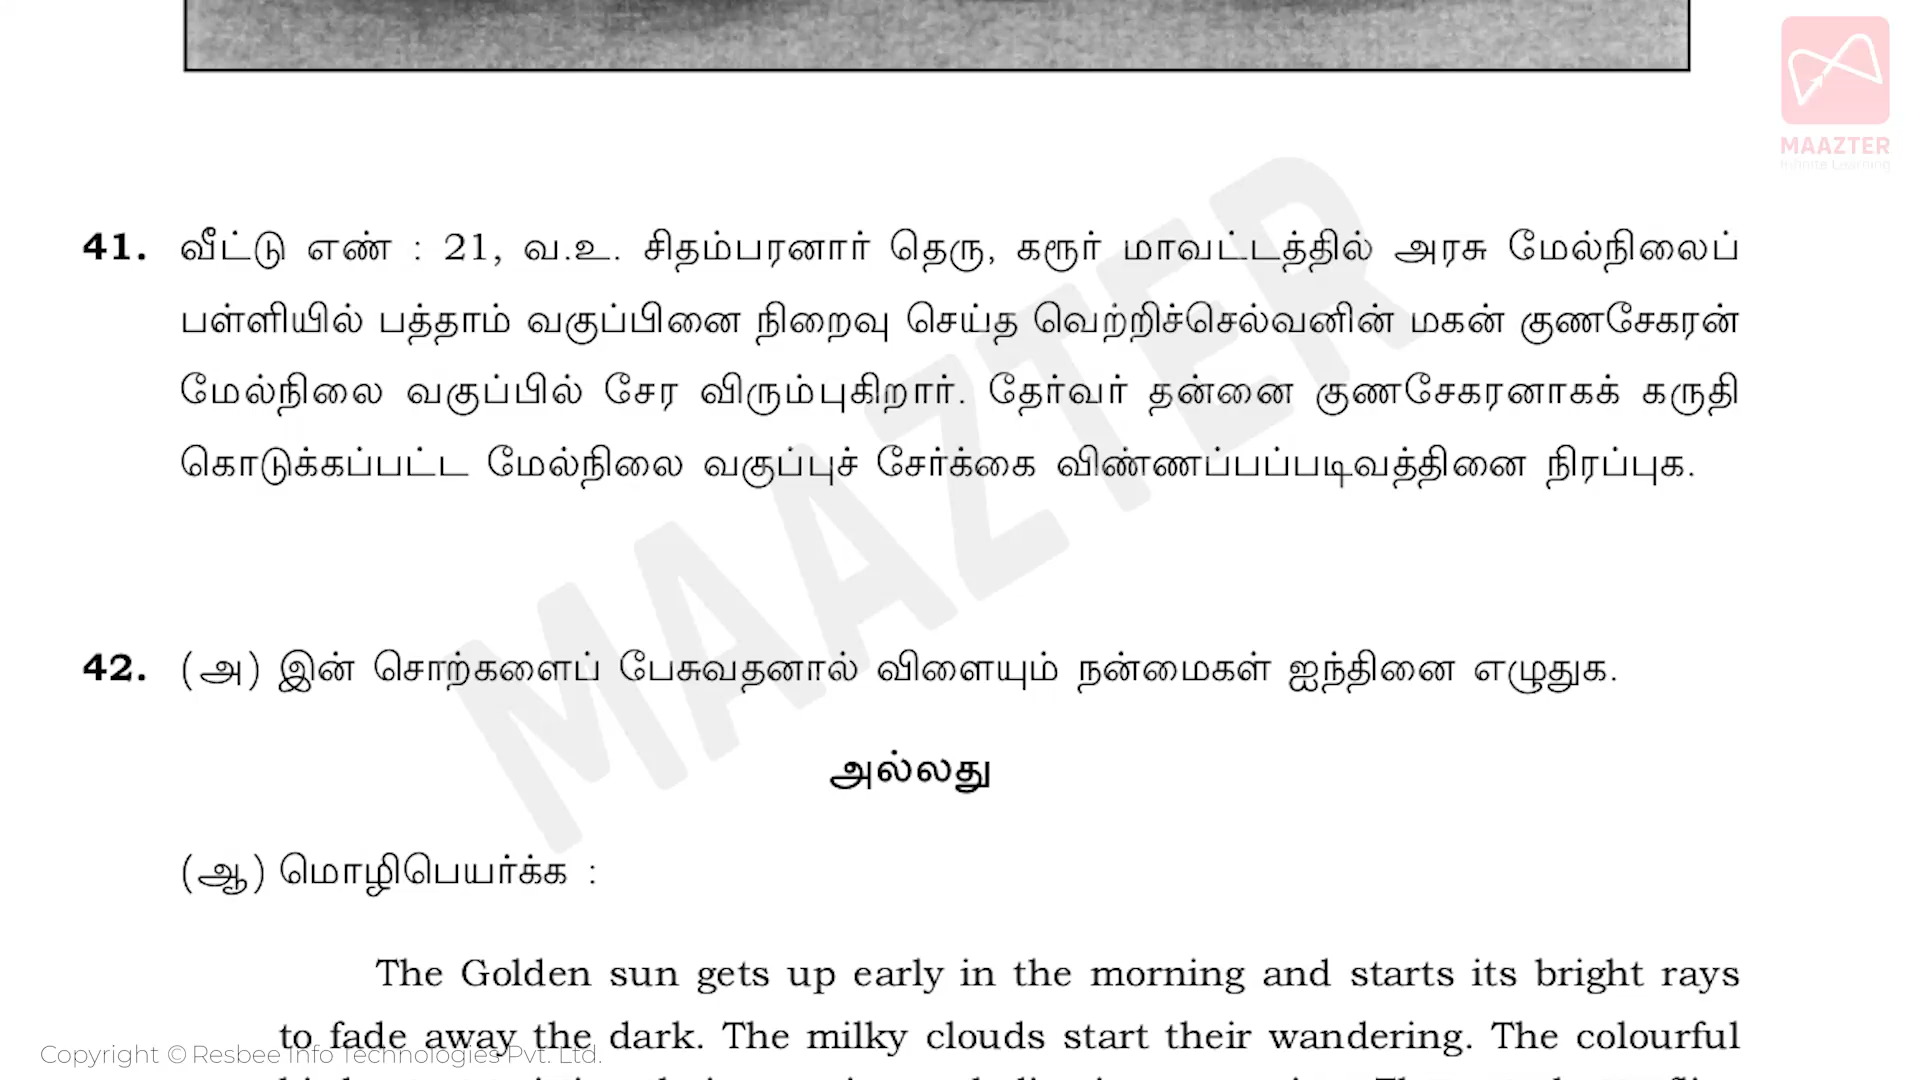 MAAZTER
Infinite Learning
41. வீட்டு எண் : 21, வ.உ. சிதம்பரனார் தெரு, கரூர் மாவட்டத்தில் அரசு மேல்நிலைப்
பள்ளியில் பத்தாம் வகுப்பினை நிறைவு செய்த வெற்றிச்செல்வனின் மகன் குணசேகரன்
மேல்நிலை வகுப்பில் சேர விரும்புகிறார். தேர்வர் தன்னை குணசேகரனாகக் கருதி
கொடுக்கப்பட்ட மேல்நிலை வகுப்புச் சேர்க்கை விண்ணப்பப்படிவத்தினை நிரப்புக.
MAAZTER
42. (அ) இன் சொற்களைப் பேசுவதனால் விளையும் நன்மைகள் ஐந்தினை எழுதுக.
அல்லது
(ஆ) மொழிபெயர்க்க :
The Golden sun gets up early in the morning and starts its bright rays
to fade away the dark. The milky clouds start their wandering. The colourful
Copyright © Resbee Info Technologies Pvt. Ltd.